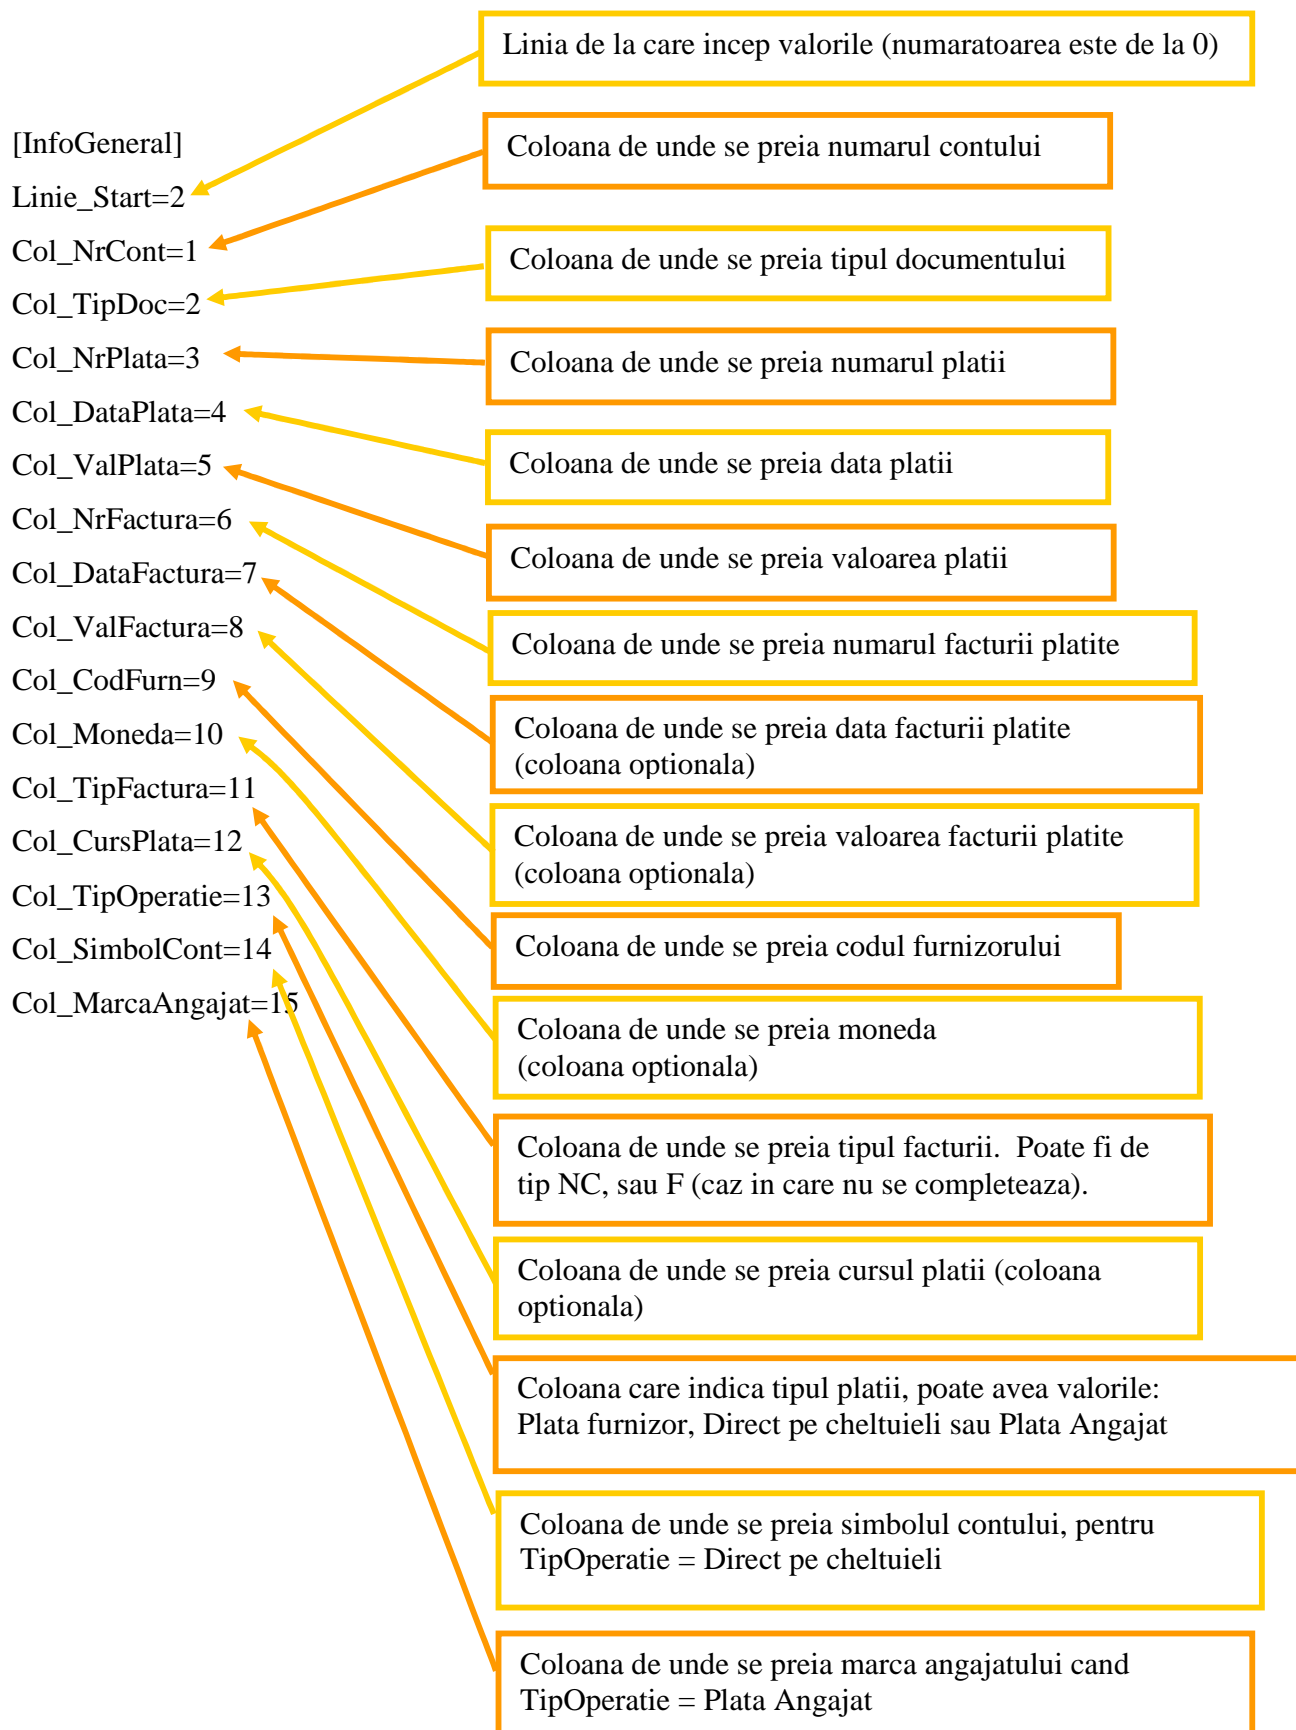 Linia de la care incep valorile (numaratoarea este de la 0)
[InfoGeneral]
Linie_Start=2
Col_NrCont=1
Col_TipDoc=2
Col_NrPlata=3
Col_DataPlata=4
Col_ValPlata=5
Col_NrFactura=6
Col_DataFactura=7
Col_ValFactura=8
Col_CodFurn=9
Col_Moneda=10
Col_TipFactura=11
Col_CursPlata=12
Col_TipOperatie=13
Col_SimbolCont=14
Col_MarcaAngajat=15
Coloana de unde se preia numarul contului
Coloana de unde se preia tipul documentului
Coloana de unde se preia numarul platii
Coloana de unde se preia data platii
Coloana de unde se preia valoarea platii
Coloana de unde se preia numarul facturii platite
Coloana de unde se preia data facturii platite
(coloana optionala)
Coloana de unde se preia valoarea facturii platite
(coloana optionala)
Coloana de unde se preia codul furnizorului
Coloana de unde se preia moneda
(coloana optionala)
Coloana de unde se preia tipul facturii.  Poate fi de
tip NC, sau F (caz in care nu se completeaza).
Coloana de unde se preia cursul platii (coloana
optionala)
Coloana care indica tipul platii, poate avea valorile:
Plata furnizor, Direct pe cheltuieli sau Plata Angajat
Coloana de unde se preia simbolul contului, pentru
TipOperatie = Direct pe cheltuieli
Coloana de unde se preia marca angajatului cand
TipOperatie = Plata Angajat